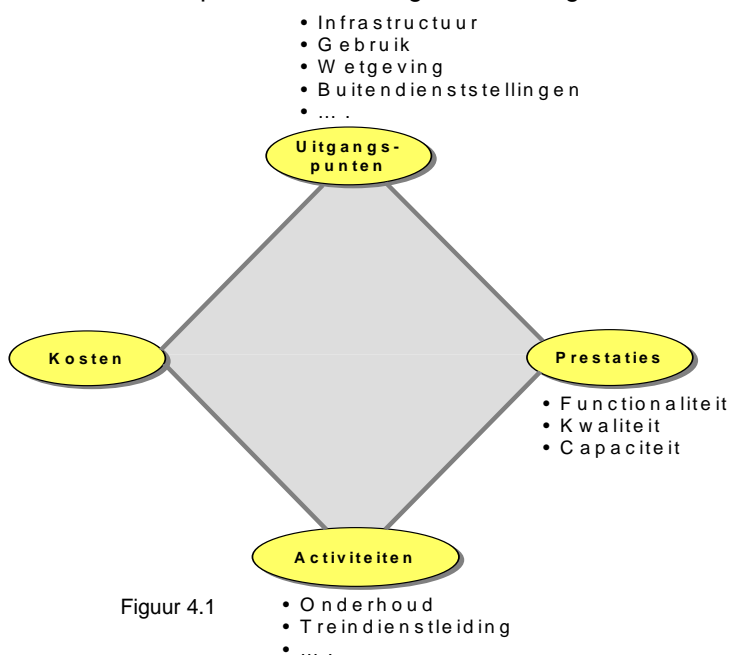 • Infrastructuur
• Gebruik
• Wetgeving
• Buitendienststellingen
• ... .
Uitgangs-
punten
Kosten
Prestaties
• Functionaliteit
• Kwaliteit
• Capaciteit
Activiteiten
Figuur 4.1
• Onderhoud
• Treindienstleiding
• ... .